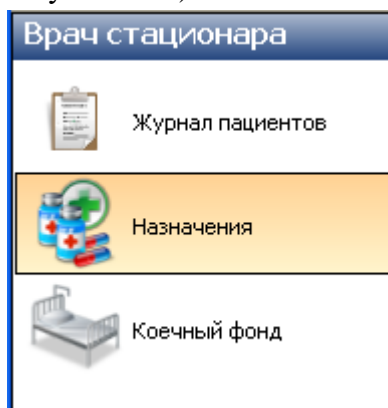 Врач стационара
Журнал пациентов
Назначения
Коечный фонд